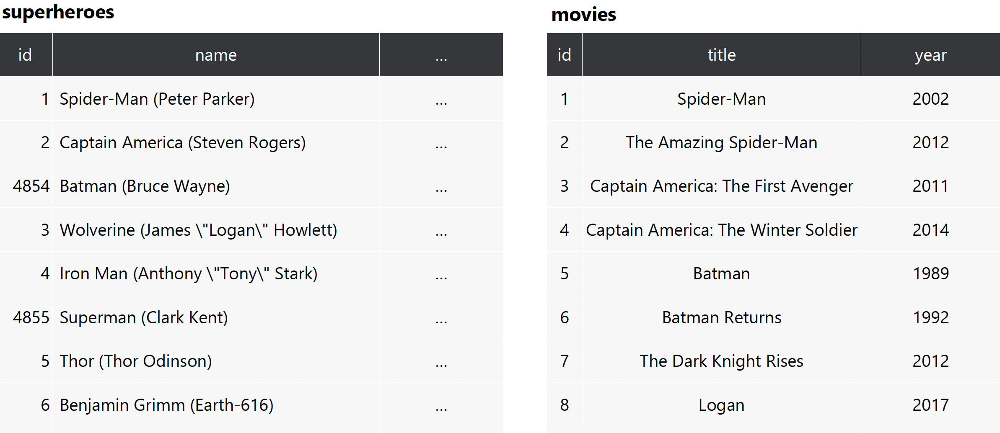 superheroes
id name ...
1 Spider-Man (Peter Parker) ...
2 Captain America (Steven Rogers) ...
4854 Batman (Bruce Wayne) ...
3 Wolverine (James \"Logan\" Howlett) ...
4 Iron Man (Anthony \"Tony\" Stark) ...
4855 Superman (Clark Kent) ...
5 Thor (Thor Odinson) ...
6 Benjamin Grimm (Earth-616) ...
movies
id title year
1 Spider-Man 2002
2 The Amazing Spider-Man 2012
3 Captain America: The First Avenger 2011
4 Captain America: The Winter Soldier 2014
5 Batman 1989
6 Batman Returns 1992
7 The Dark Knight Rises 2012
8 Logan 2017